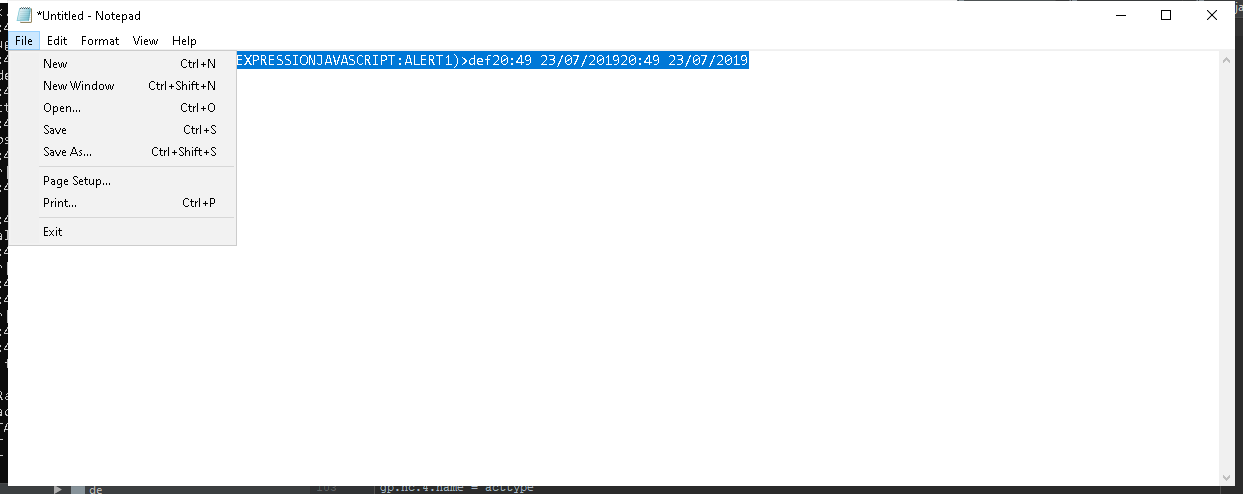 *Untitled - Notepad
File Edit Format View Help
EXPRESSIONJAVASCRIPT:ALERT1)>def20:49 23/07/201920:49 23/07/2019
New Ctrl+N
New Window Ctrl+Shift+N
Open... Ctrl+O
Save Ctrl+S
Save As... Ctrl+Shift+S
Page Setup...
Print... Ctrl+P
Exit
de
gp.nc.4.name = acttype